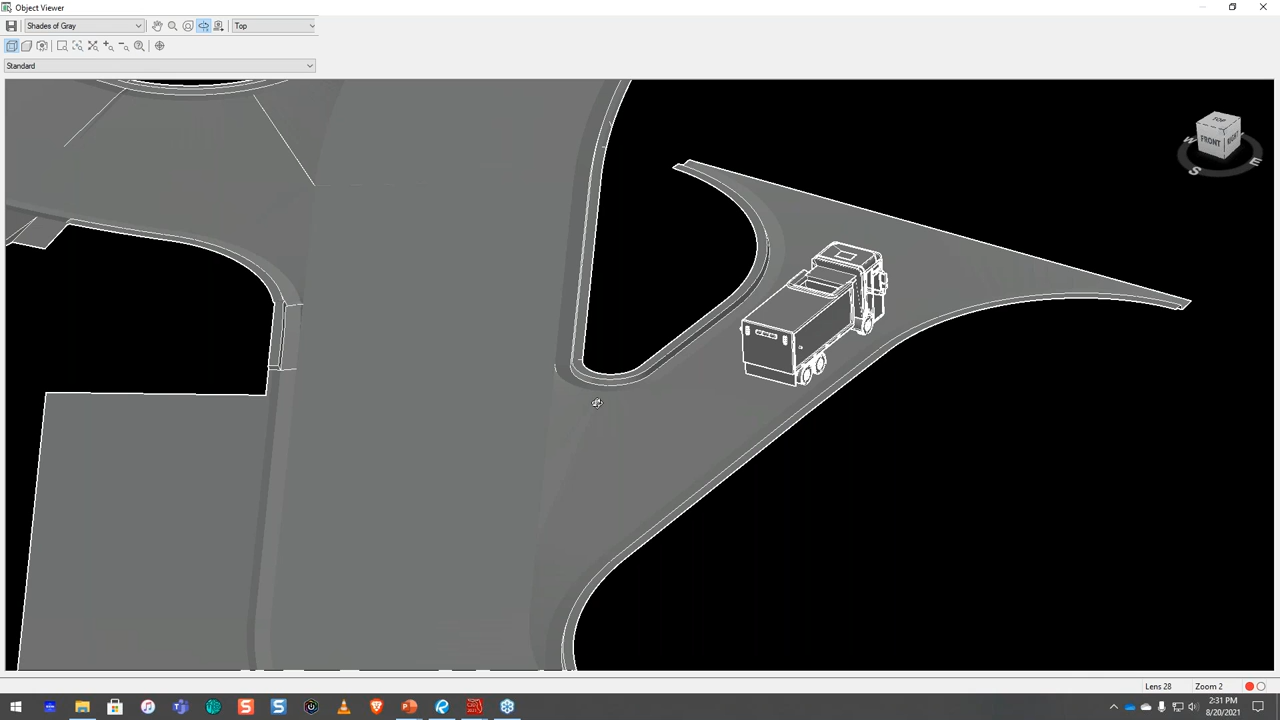 Object Viewer
Shades of Gray
Top
Standard
TOP
FRONT
RIGHT
W
S
E
Lens 28
Zoom 2
2:31 PM
8/20/2021